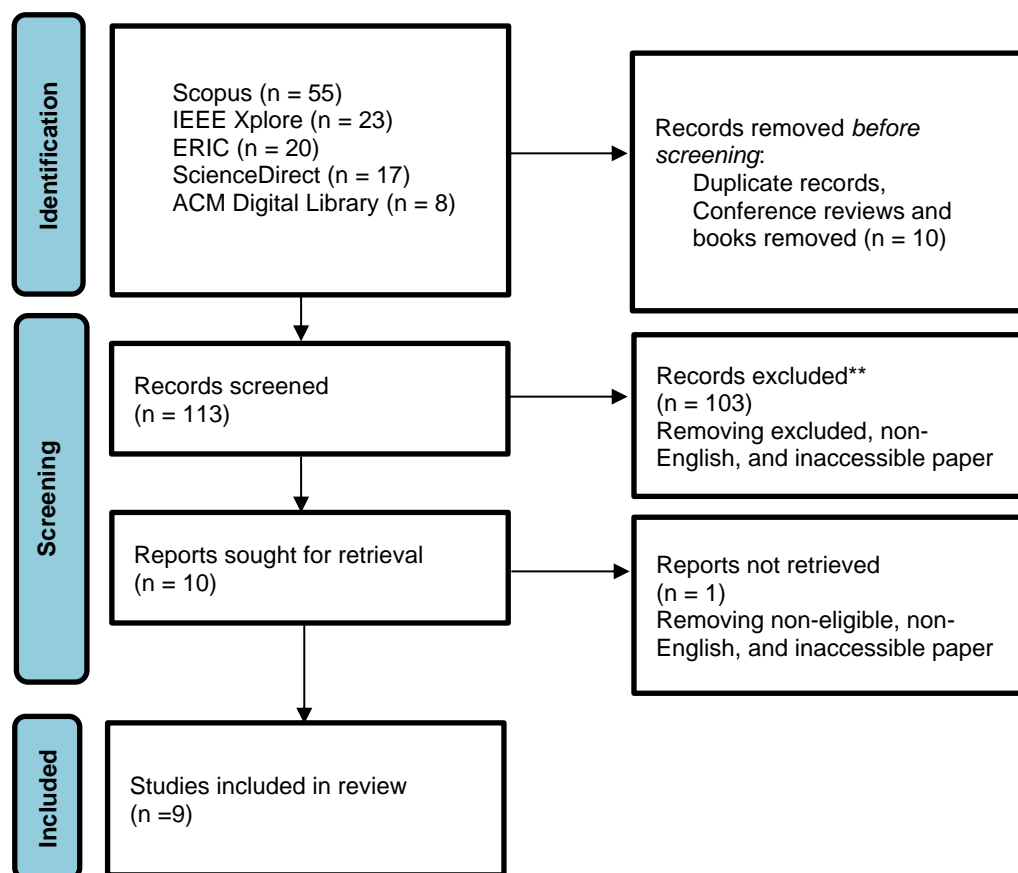 Identification
Scopus (n = 55)
IEEE Xplore (n = 23)
ERIC (n = 20)
ScienceDirect (n = 17)
ACM Digital Library (n = 8)
Records removed before
screening:
Duplicate records,
Conference reviews and
books removed (n = 10)
Screening
Records screened
(n = 113)
Records excluded**
(n = 103)
Removing excluded, non-
English, and inaccessible paper
Reports sought for retrieval
(n = 10)
Reports not retrieved
(n = 1)
Removing non-eligible, non-
English, and inaccessible paper
Included
Studies included in review
(n =9)